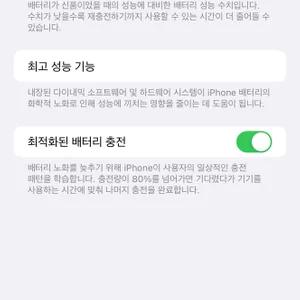 배터리가 신품이었을 때의 성능에 대비한 배터리 성능 수치입니다.
수치가 낮을수록 재충전하기까지 사용할 수 있는 시간이 더 줄어들 수
있습니다.
최고 성능 기능
내장된 다이내믹 소프트웨어 및 하드웨어 시스템이 iPhone 배터리의
화학적 노화로 인해 성능에 끼치는 영향을 줄이는 데 도움이 됩니다.
최적화된 배터리 충전
배터리 노화를 늦추기 위해 iPhone이 사용자의 일상적인 충전
패턴을 학습합니다. 충전량이 80%를 넘어가면 기다렸다가 기기를
사용하는 시간에 맞춰 나머지 충전을 완료합니다.